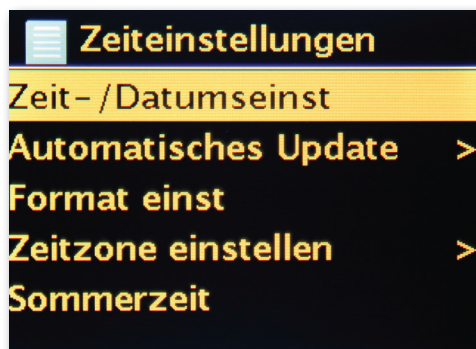 Zeiteinstellungen
Zeit-/Datumseinst
Automatisches Update >
Format einst
Zeitzone einstellen >
Sommerzeit